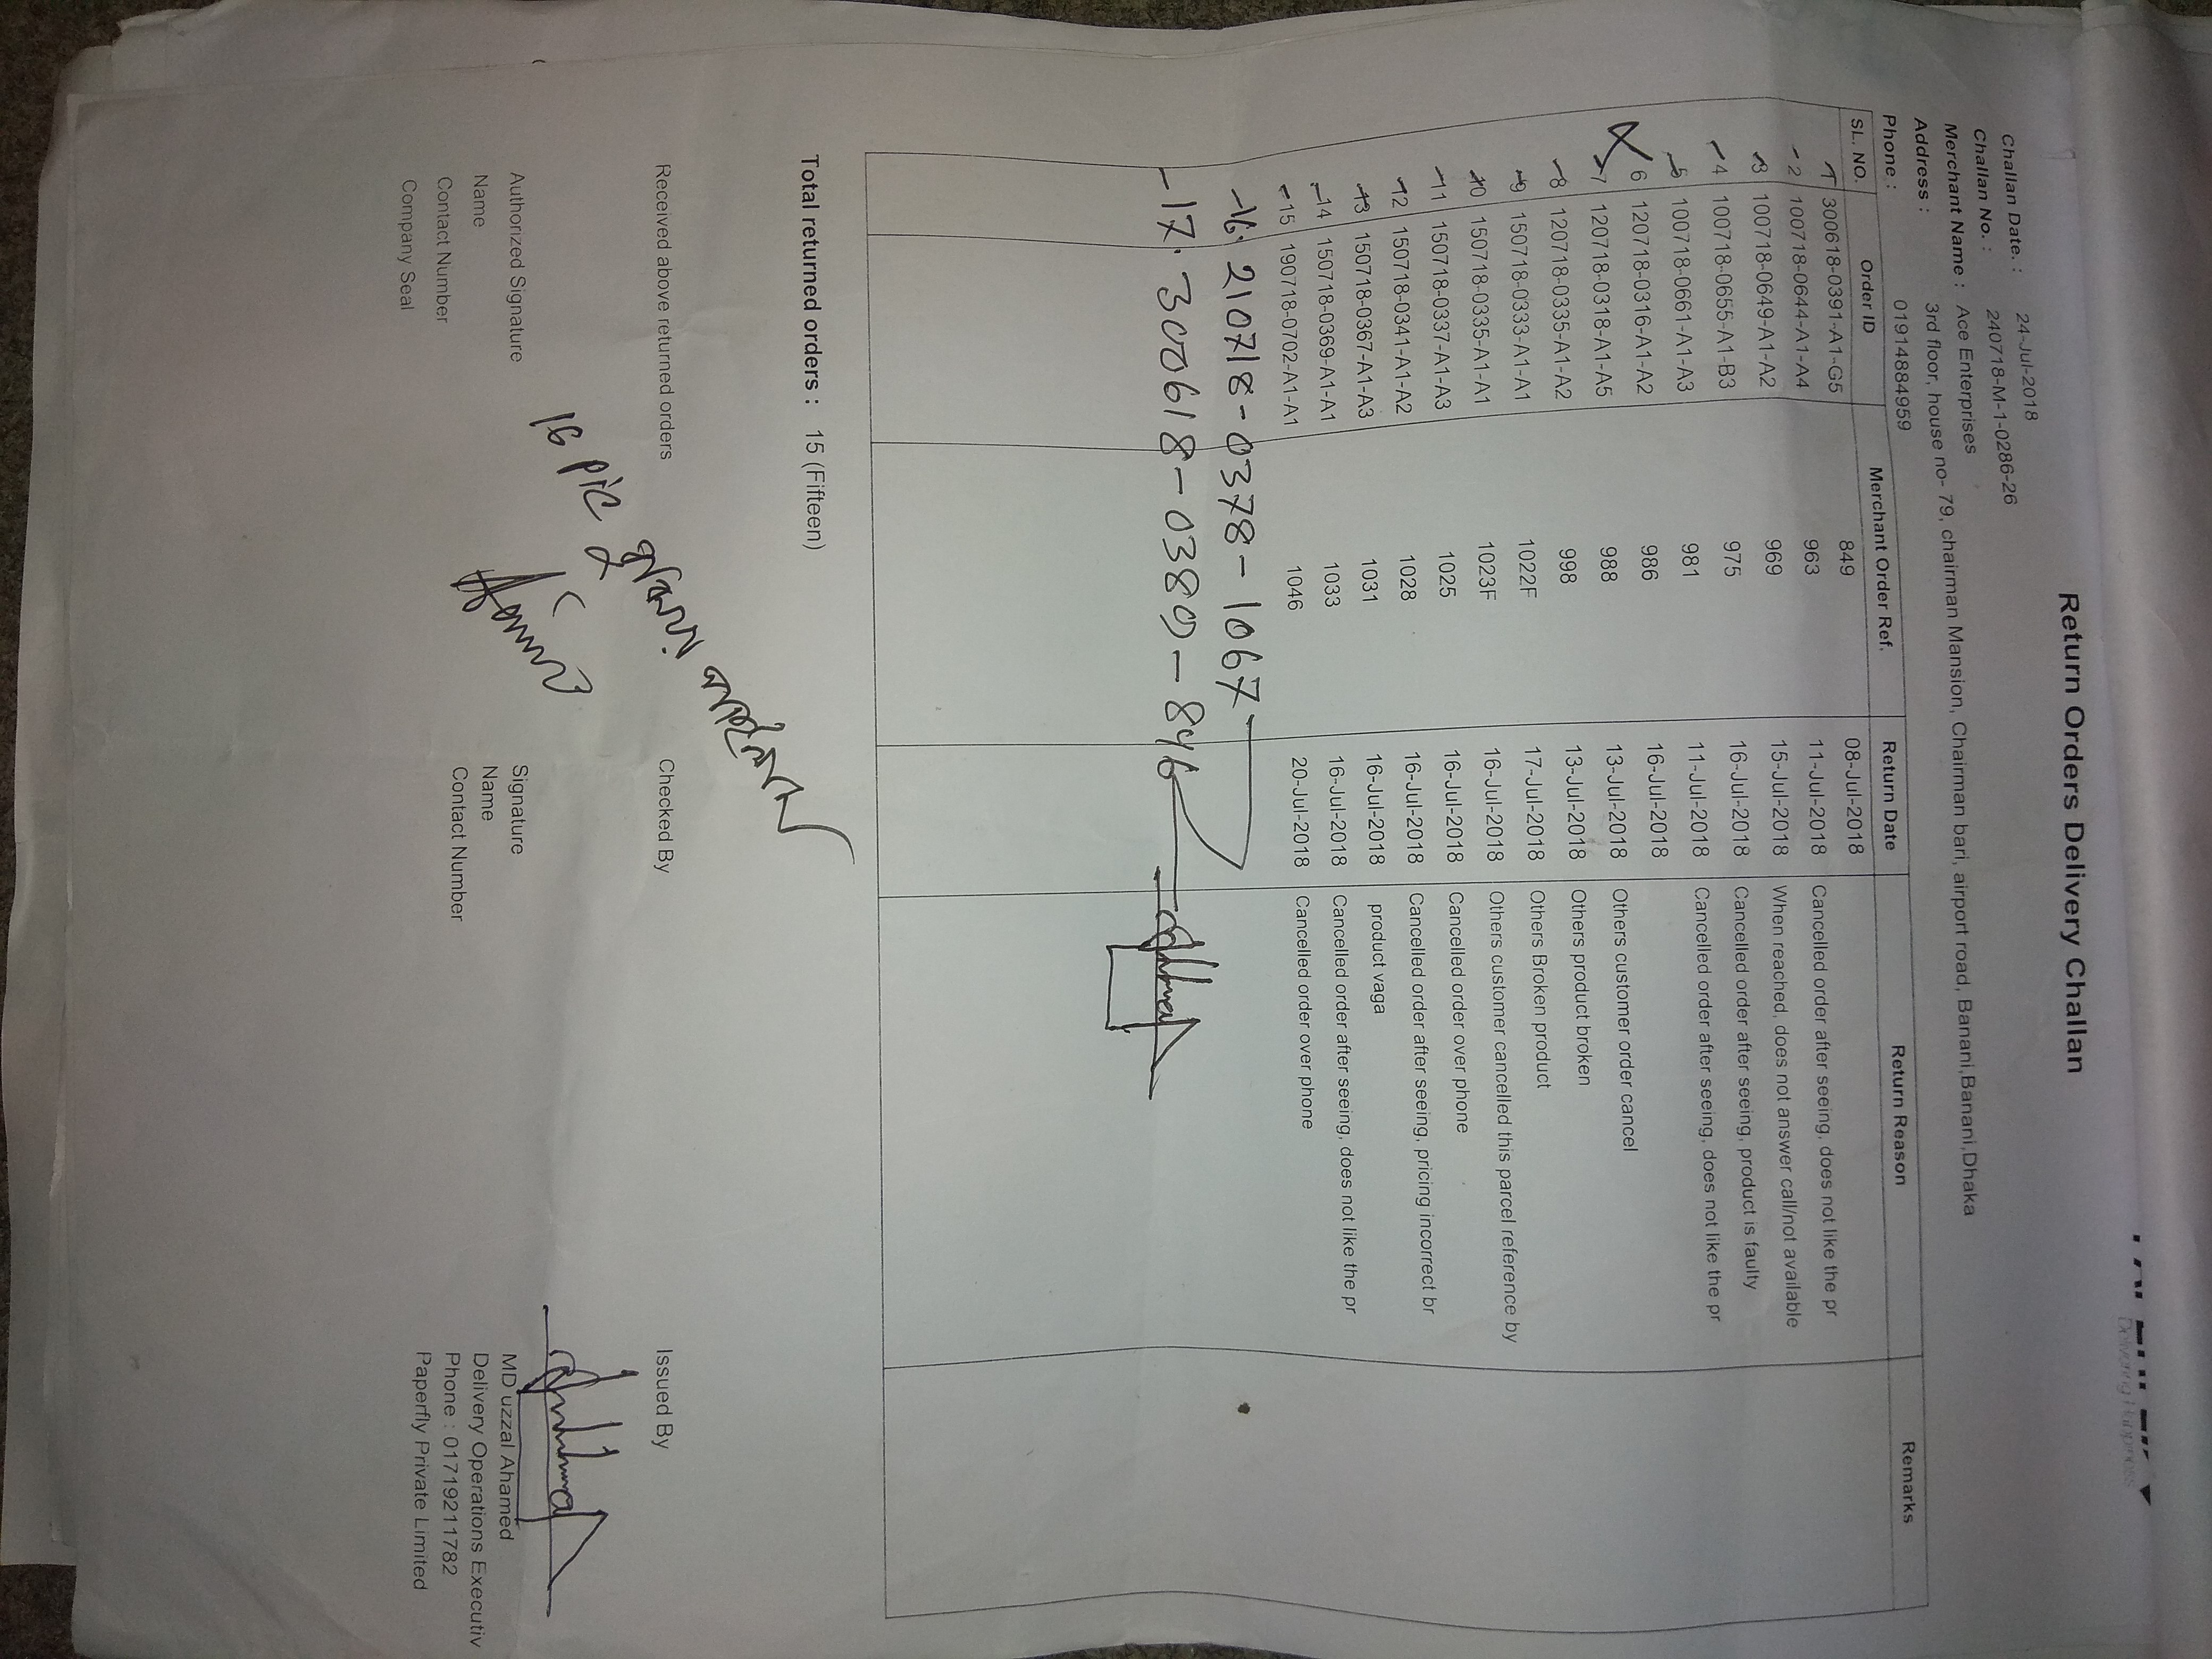 Delivering Happiness
Return Orders Delivery Challan
Challan Date. : 24-Jul-2018
Challan No. : 240718-M-1-0286-26
Merchant Name : Ace Enterprises
Address : 3rd floor, house no- 79, chairman Mansion, Chairman bari, airport road, Banani,Banani,Dhaka
Phone : 01914884959
SL. NO. Order ID Merchant Order Ref. Return Date Return Reason Remarks
1 300618-0391-A1-G5 849 08-Jul-2018
2 100718-0644-A1-A4 963 11-Jul-2018 Cancelled order after seeing, does not like the pr
3 100718-0649-A1-A2 969 15-Jul-2018 When reached, does not answer call/not available
4 100718-0655-A1-B3 975 16-Jul-2018 Cancelled order after seeing, product is faulty
5 100718-0661-A1-A3 981 11-Jul-2018 Cancelled order after seeing, does not like the pr
6 120718-0316-A1-A2 986 16-Jul-2018
7 120718-0318-A1-A5 988 13-Jul-2018 Others customer order cancel
8 120718-0335-A1-A2 998 13-Jul-2018 Others product broken
9 150718-0333-A1-A1 1022F 17-Jul-2018 Others Broken product
10 150718-0335-A1-A1 1023F 16-Jul-2018 Others customer cancelled this parcel reference by
11 150718-0337-A1-A3 1025 16-Jul-2018 Cancelled order over phone
12 150718-0341-A1-A2 1028 16-Jul-2018 Cancelled order after seeing, pricing incorrect br
13 150718-0367-A1-A3 1031 16-Jul-2018 product vaga
14 150718-0369-A1-A1 1033 16-Jul-2018 Cancelled order after seeing, does not like the pr
15 190718-0702-A1-A1 1046 20-Jul-2018 Cancelled order over phone
16. 210718-0378-1067
17. 300618-0389-846
Total returned orders : 15 (Fifteen)
16 pic বুঝিয়া পাইলাম
Received above returned orders Checked By Issued By
Authorized Signature Signature MD uzzal Ahamed
Name Name Delivery Operations Executiv
Contact Number Contact Number Phone : 01719211782
Company Seal Paperfly Private Limited